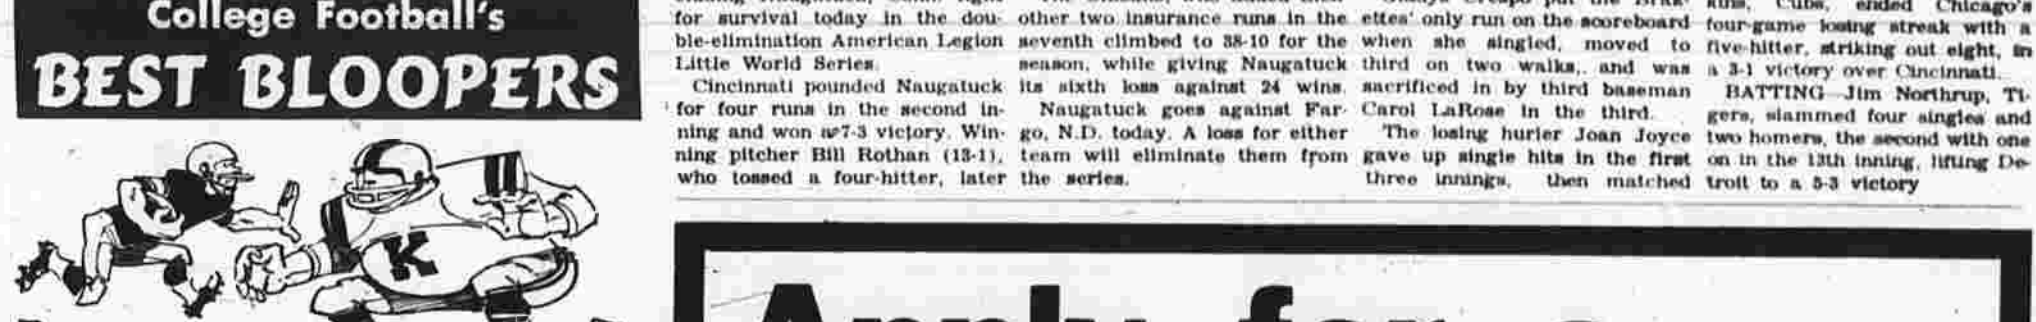 College Football's
BEST BLOOPERS
for survival today in the dou-
ble-elimination American Legion
Little World Series.
Cincinnati pounded Naugatuck
for four runs in the second in-
ning and won 7-3 victory. Win-
ning pitcher Bill Rothan (13-1),
who tossed a four-hitter, later
other two insurance runs in the
seventh climbed to 38-10 for the
season, while giving Naugatuck
its sixth loss against 24 wins.
Naugatuck goes against Far-
go, N.D. today. A loss for either
team will eliminate them from
the series.
ettes' only run on the scoreboard
when she singled, moved to
third on two walks, and was
sacrificed in by third baseman
Carol LaRose in the third.
The losing hurler Joan Joyce
gave up single hits in the first
three innings, then matched
Cubs, ended Chicago's
four-game losing streak with a
five-hitter, striking out eight, in
a 3-1 victory over Cincinnati.
BATTING—Jim Northrup, Ti-
gers, slammed four singles and
two homers, the second with one
on in the 13th inning, lifting De-
troit to a 5-3 victory
K